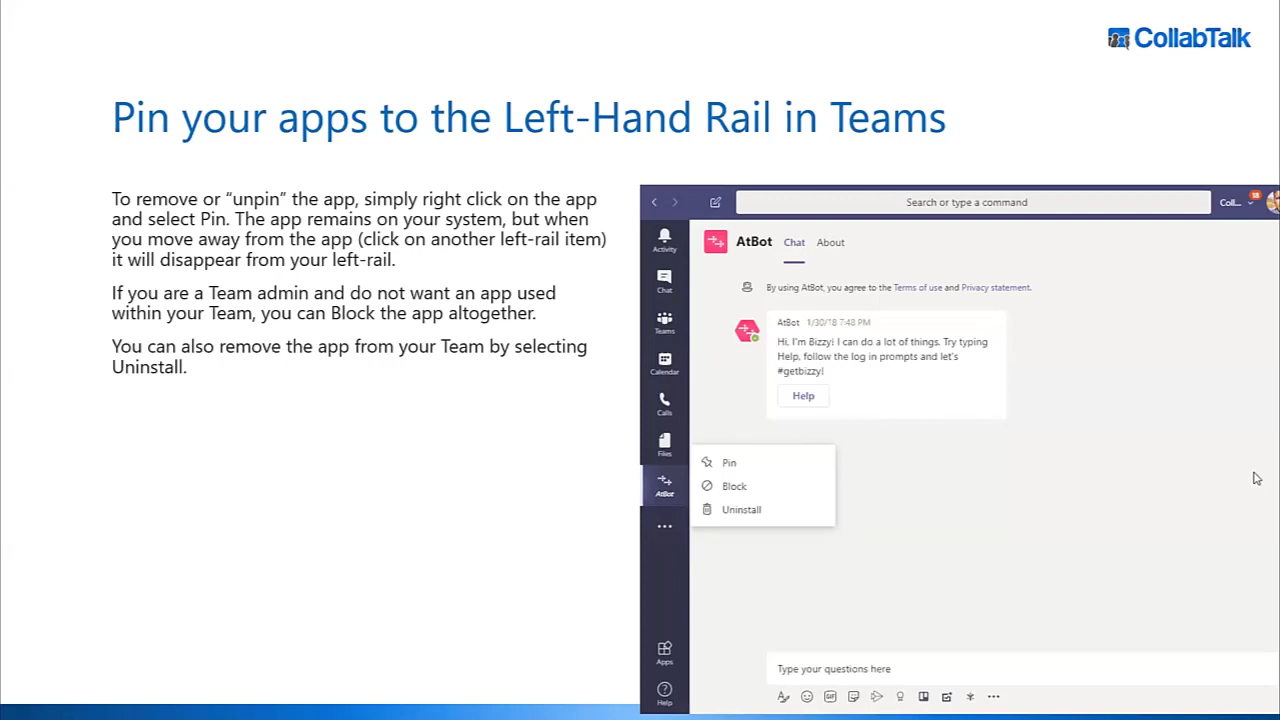 CollabTalk
Pin your apps to the Left-Hand Rail in Teams
To remove or “unpin” the app, simply right click on the app
and select Pin. The app remains on your system, but when
you move away from the app (click on another left-rail item)
it will disappear from your left-rail.
If you are a Team admin and do not want an app used
within your Team, you can Block the app altogether.
You can also remove the app from your Team by selecting
Uninstall.
Search or type a command
Coll...
18
Activity
Chat
Teams
Calendar
Calls
Files
AtBot
Apps
Help
AtBot Chat About
By using AtBot, you agree to the Terms of use and Privacy statement.
AtBot 1/30/18 7:48 PM
Hi, I'm Bizzy! I can do a lot of things. Try typing
Help, follow the log in prompts and let's
#getbizzy!
Help
Pin
Block
Uninstall
Type your questions here
GIF